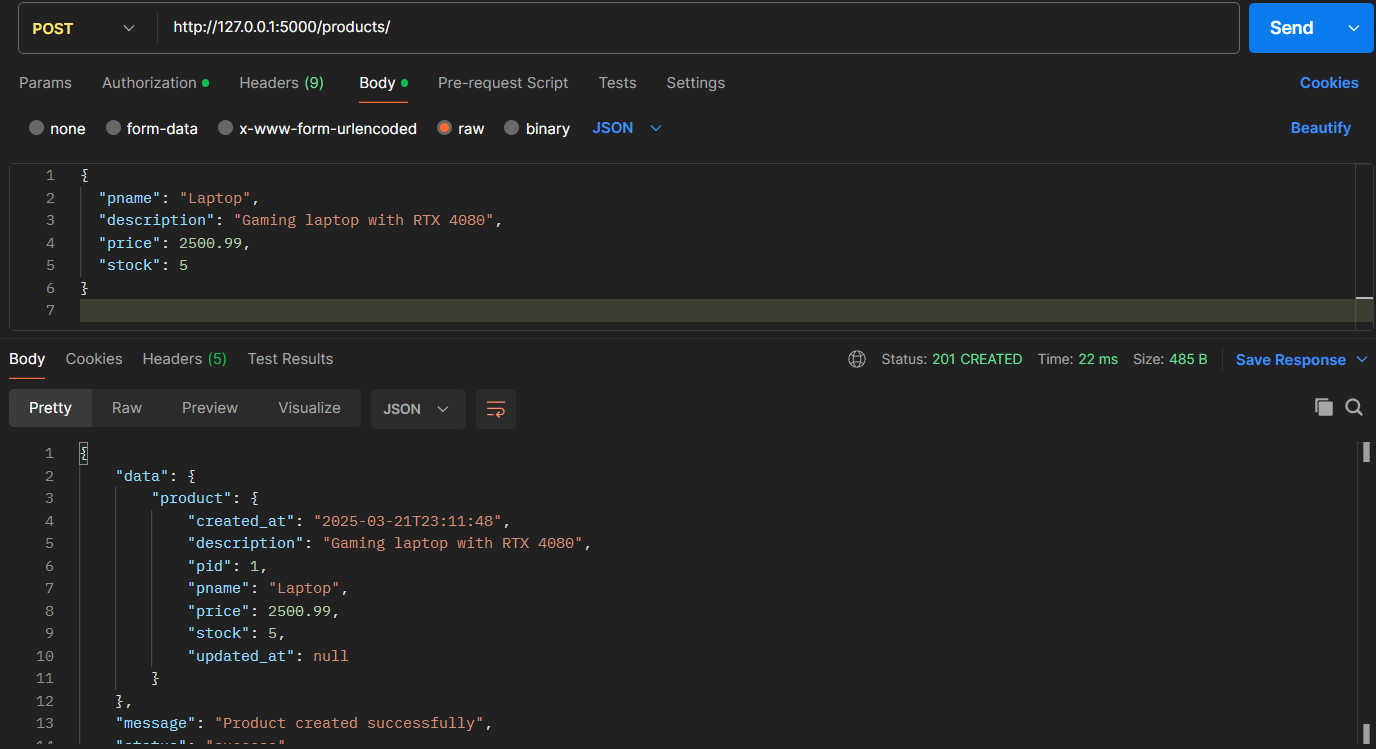 POST http://127.0.0.1:5000/products/ Send
Params Authorization Headers (9) Body Pre-request Script Tests Settings Cookies
none form-data x-www-form-urlencoded raw binary JSON Beautify
1 {
2 "pname": "Laptop",
3 "description": "Gaming laptop with RTX 4080",
4 "price": 2500.99,
5 "stock": 5
6 }
7
Body Cookies Headers (5) Test Results Status: 201 CREATED Time: 22 ms Size: 485 B Save Response
Pretty Raw Preview Visualize JSON
1 {
2 "data": {
3 "product": {
4 "created_at": "2025-03-21T23:11:48",
5 "description": "Gaming laptop with RTX 4080",
6 "pid": 1,
7 "pname": "Laptop",
8 "price": 2500.99,
9 "stock": 5,
10 "updated_at": null
11 }
12 },
13 "message": "Product created successfully",
14 "status": "success"